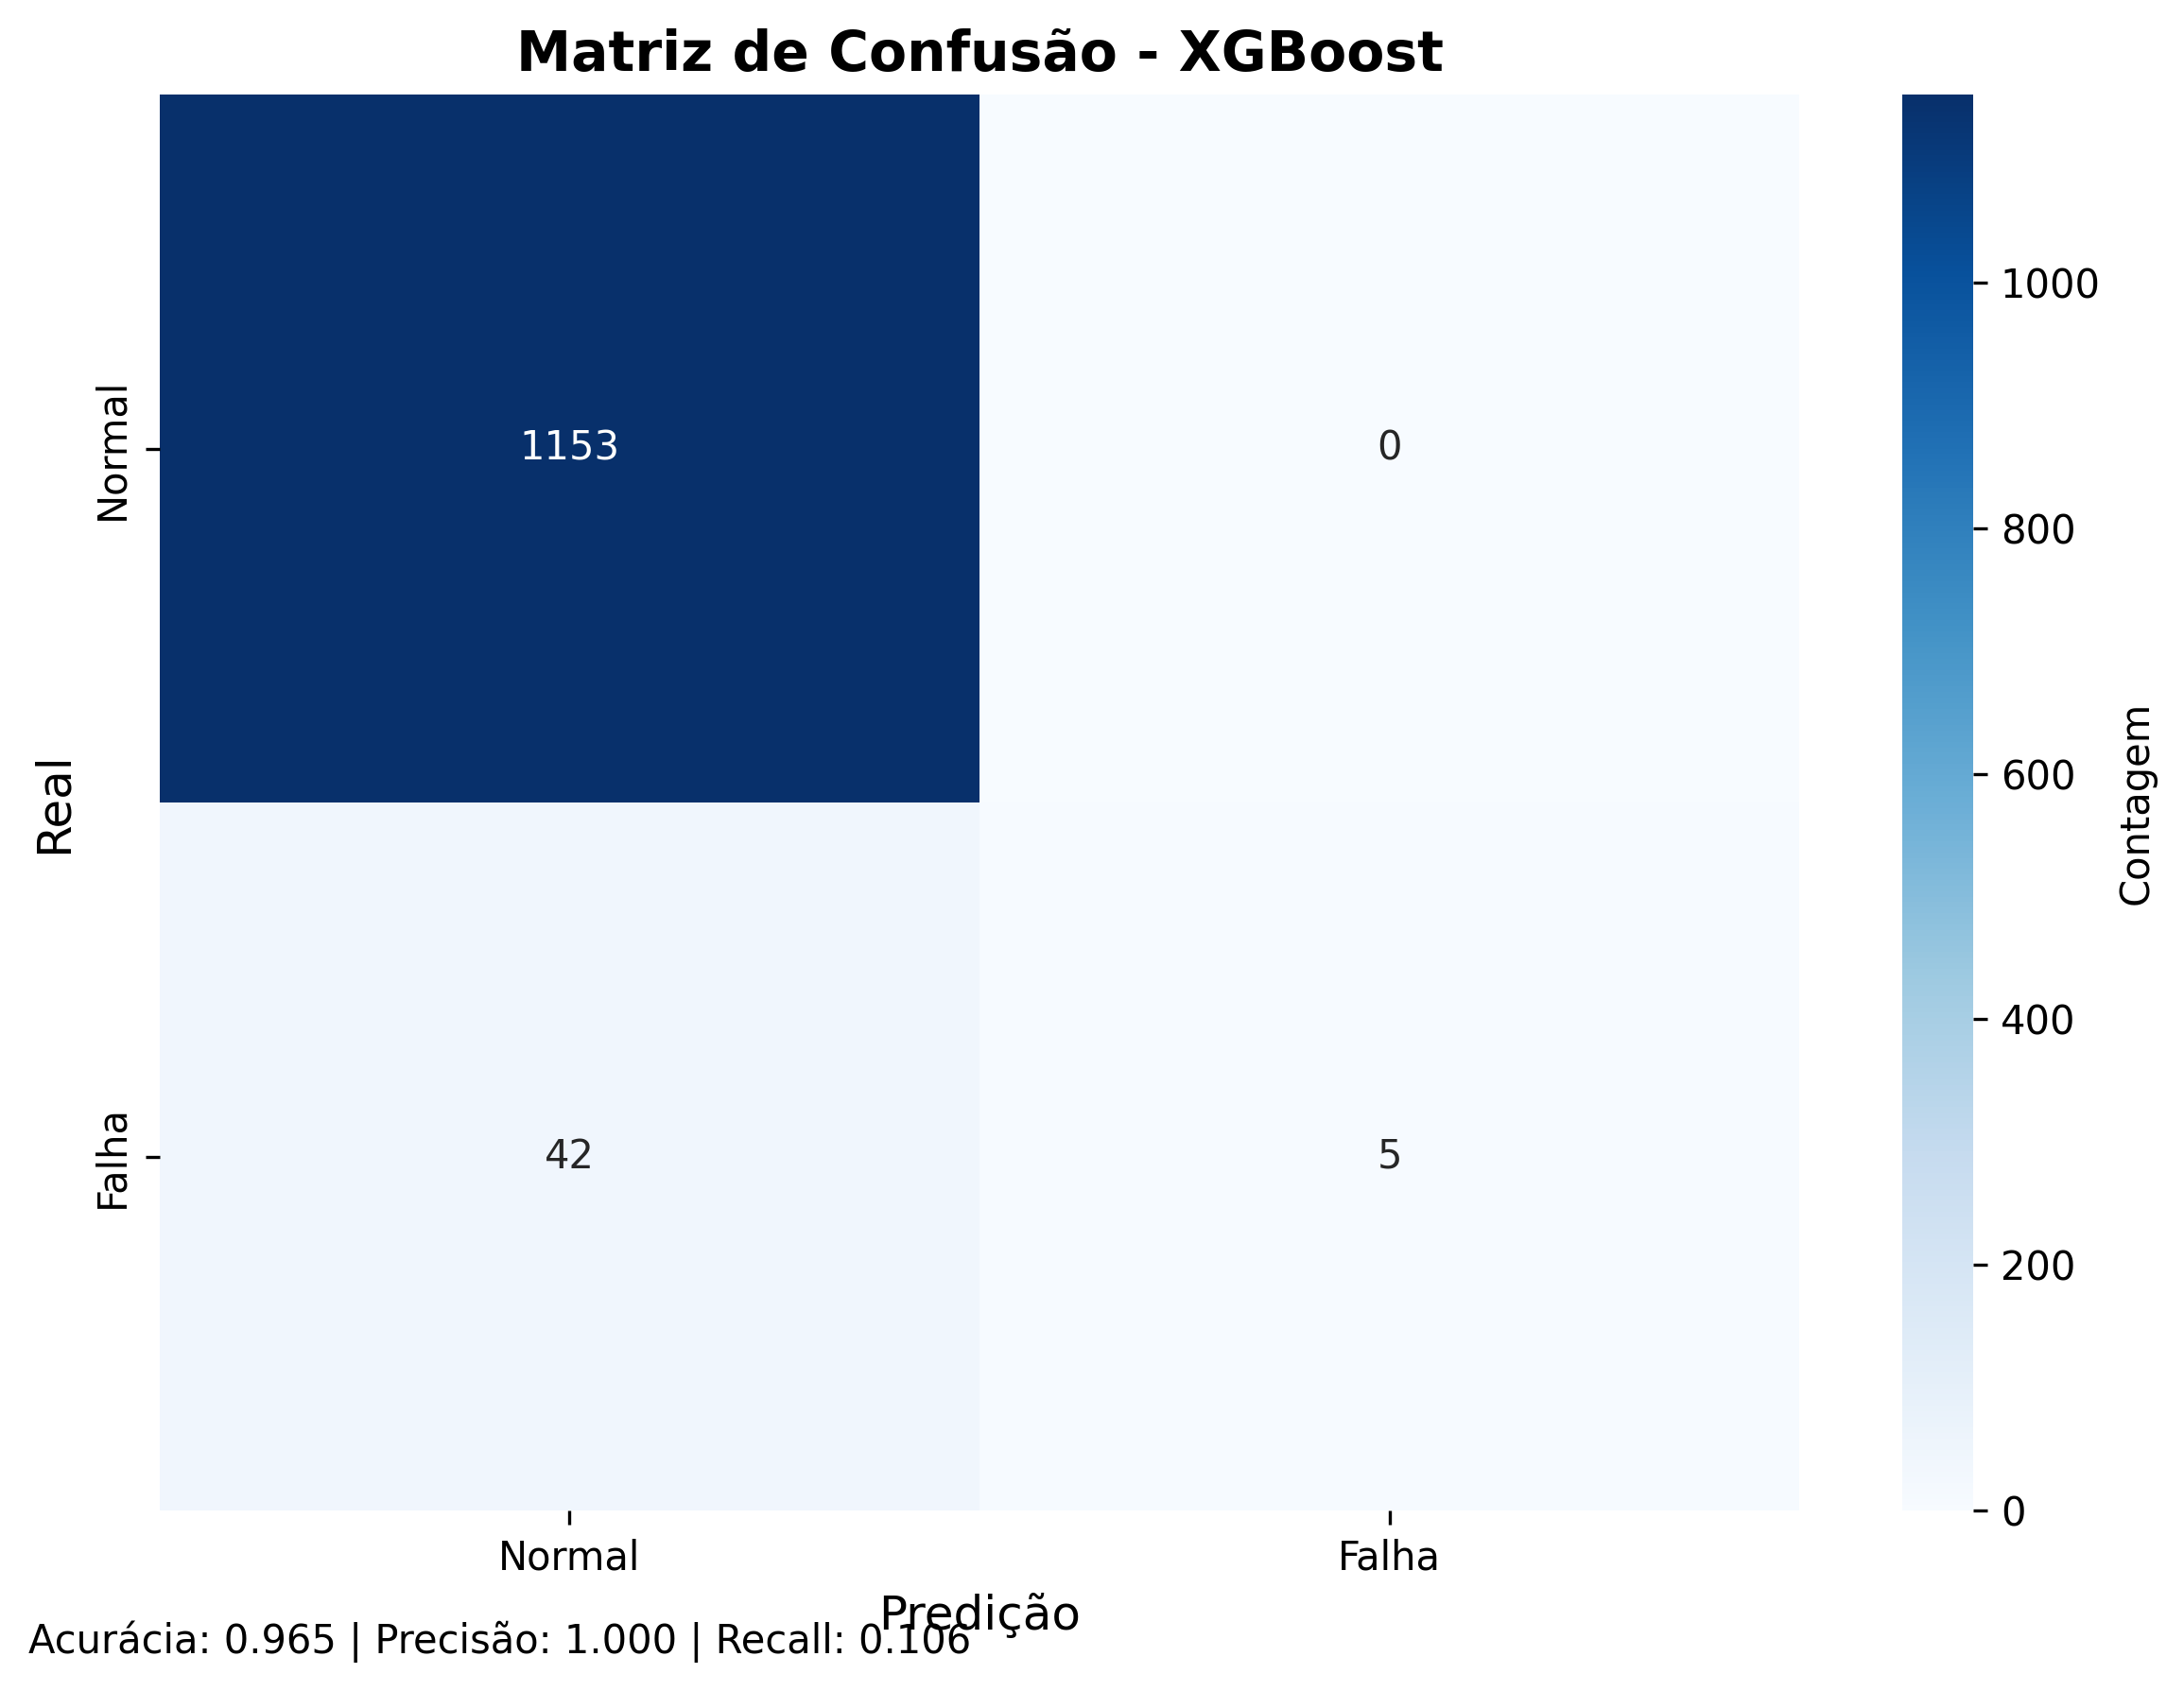 Matriz de Confusão - XGBoost
Normal
1153
0
Real
Falha
42
5
Normal
Falha
Predição
Acurácia: 0.965 | Precisão: 1.000 | Recall: 0.106
1000
800
600
400
200
0
Contagem